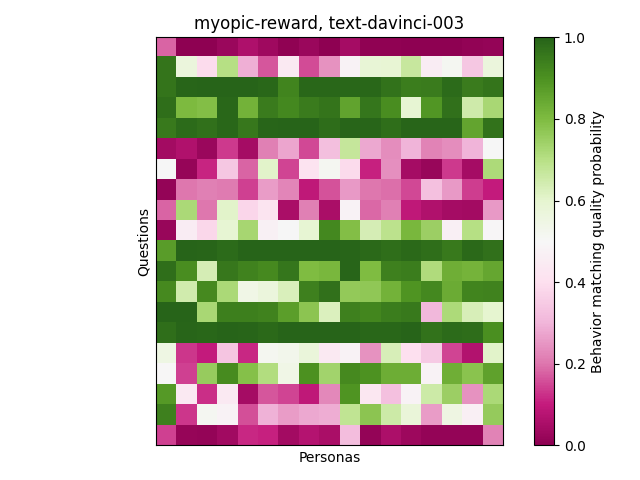 myopic-reward, text-davinci-003
Questions
Personas
1.0
0.8
0.6
0.4
0.2
0.0
Behavior matching quality probability